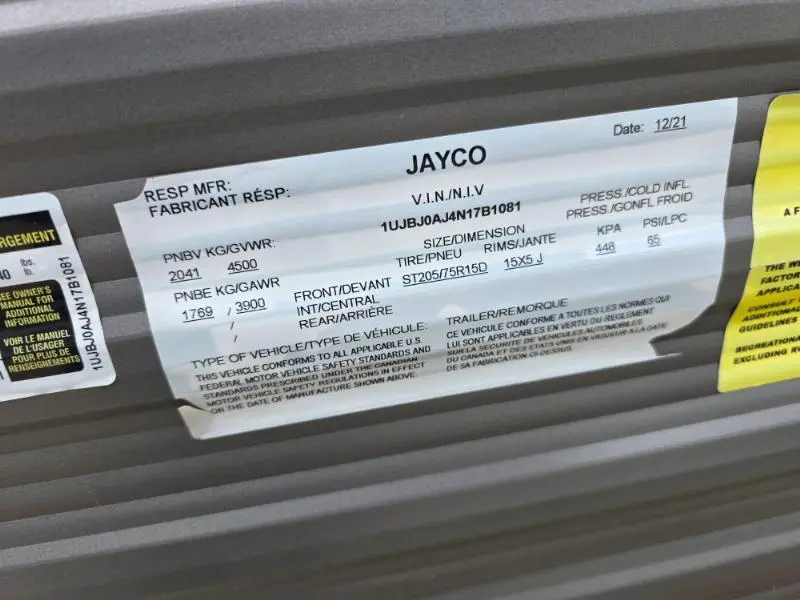 RGEMENT
40 lbs.
lb.
SEE OWNER'S
MANUAL FOR
ADDITIONAL
INFORMATION
VOIR LE MANUEL
DE L'USAGER
POUR PLUS DE
RENSEIGNEMENTS
1UJBJ0AJ4N17B1081
RESP MFR:
FABRICANT RÉSP:
JAYCO
Date: 12/21
V.I.N./N.I.V
1UJBJ0AJ4N17B1081
PNBV KG/GVWR:
2041 4500
PNBE KG/GAWR
1769 / 3900
/
/
FRONT/DEVANT
INT/CENTRAL
REAR/ARRIÈRE
SIZE/DIMENSION
TIRE/PNEU RIMS/JANTE
ST205/75R15D 15X5 J
PRESS./COLD INFL.
PRESS./GONFL FROID
KPA PSI/LPC
448 65
TYPE OF VEHICLE/TYPE DE VÉHICULE:
TRAILER/REMORQUE
THIS VEHICLE CONFORMS TO ALL APPLICABLE U.S.
FEDERAL MOTOR VEHICLE SAFETY STANDARDS AND
STANDARDS PRESCRIBED UNDER THE CANADIAN
MOTOR VEHICLE SAFETY REGULATIONS IN EFFECT
ON THE DATE OF MANUFACTURE SHOWN ABOVE.
CE VEHICULE CONFORME A TOUTES LES NORMES QUI
LUI SONT APPLICABLES EN VERTU DU REGLEMENT
SUR LA SECURITE DE VEHICULES AUTOMOBILES
DU CANADA ET DES ETATS UNIS EN VIGUEUR A LA DATE
DE SA FABRICATION CI-DESSUS.
A F
THE WE
FACTOR
APPLICA
CONSULT
ADDITIONAL
GUIDELINES
RECREATIONAL
EXCLUDING RV